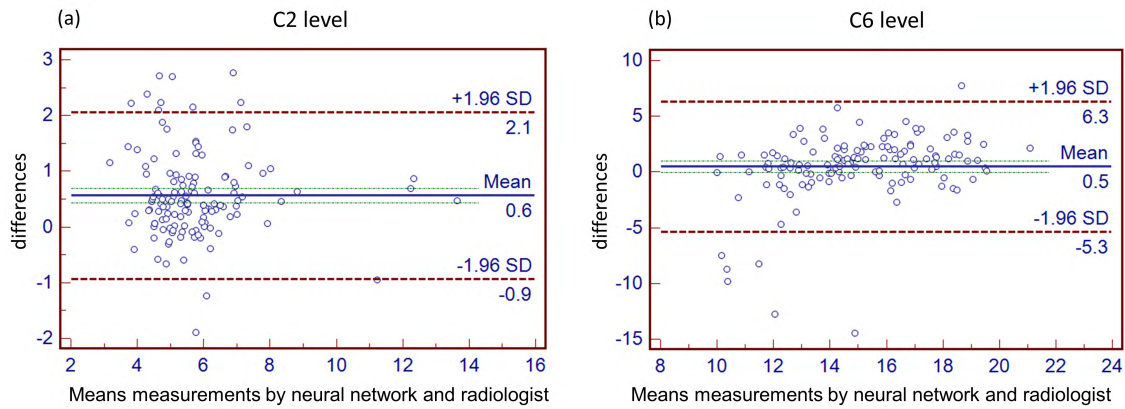 (a)
C2 level
3
2
1
0
-1
-2
differences
+1.96 SD
2.1
Mean
0.6
-1.96 SD
-0.9
2 4 6 8 10 12 14 16
Means measurements by neural network and radiologist
(b)
C6 level
10
5
0
-5
-10
-15
differences
+1.96 SD
6.3
Mean
0.5
-1.96 SD
-5.3
8 10 12 14 16 18 20 22 24
Means measurements by neural network and radiologist